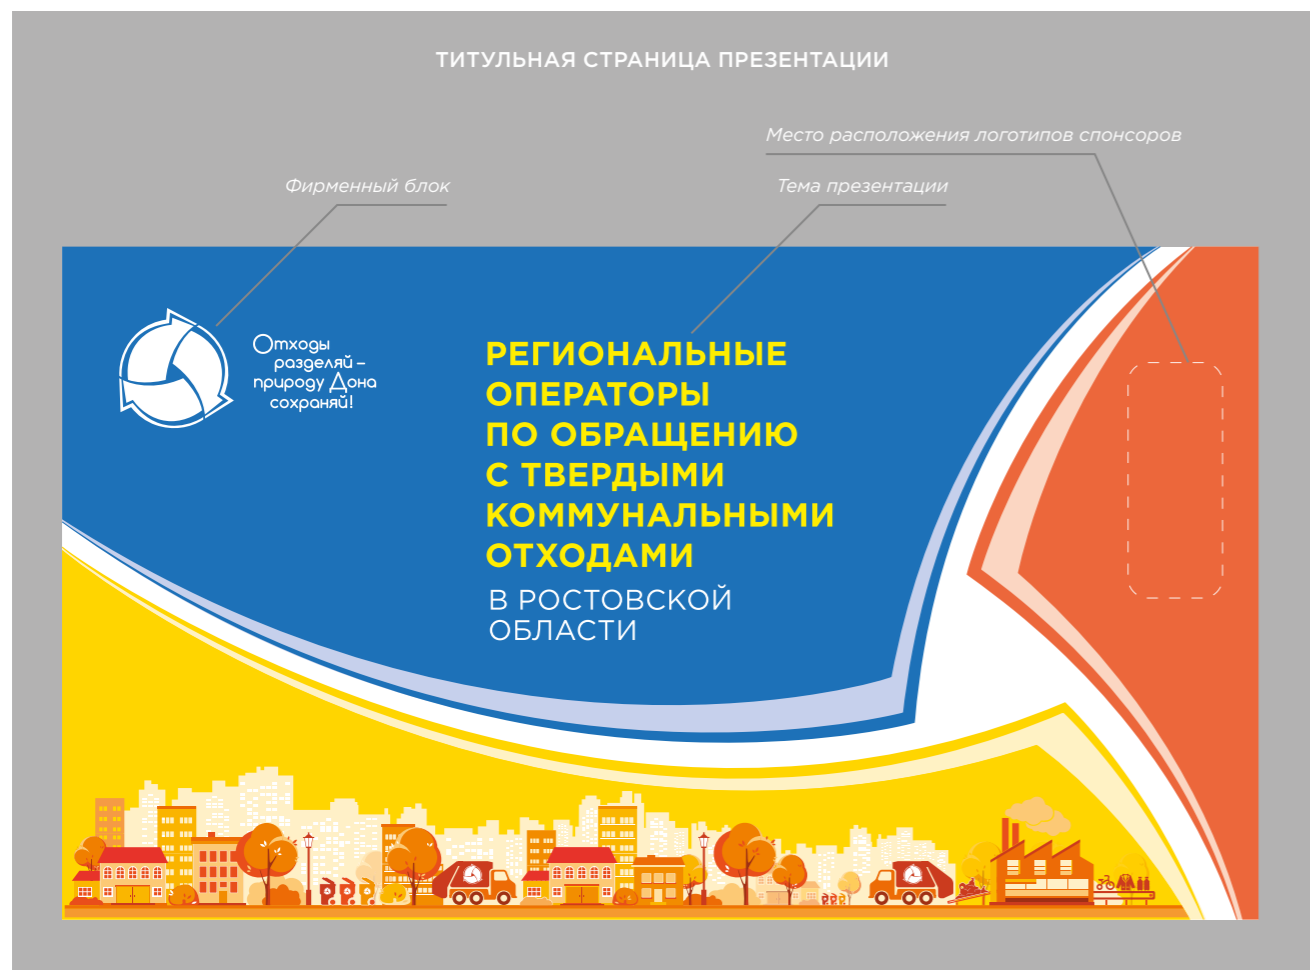 ТИТУЛЬНАЯ СТРАНИЦА ПРЕЗЕНТАЦИИ
Место расположения логотипов спонсоров
Фирменный блок
Тема презентации
Отходы
разделяй –
природу Дона
сохраняй!
РЕГИОНАЛЬНЫЕ
ОПЕРАТОРЫ
ПО ОБРАЩЕНИЮ
С ТВЕРДЫМИ
КОММУНАЛЬНЫМИ
ОТХОДАМИ
В РОСТОВСКОЙ
ОБЛАСТИ